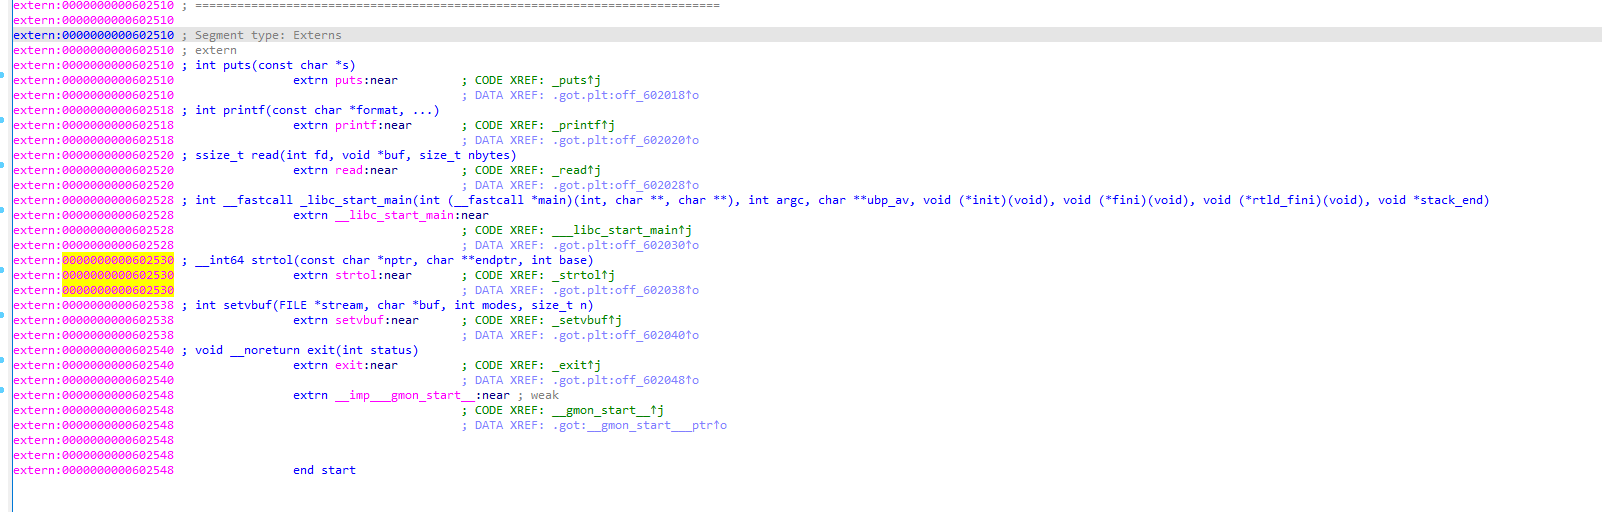 extern:0000000000602510 ; ===========================================================================
extern:0000000000602510
extern:0000000000602510 ; Segment type: Externs
extern:0000000000602510 ; extern
extern:0000000000602510 ; int puts(const char *s)
extern:0000000000602510                 extrn puts:near         ; CODE XREF: _puts↑j
extern:0000000000602510                                         ; DATA XREF: .got.plt:off_602018↑o
extern:0000000000602518 ; int printf(const char *format, ...)
extern:0000000000602518                 extrn printf:near       ; CODE XREF: _printf↑j
extern:0000000000602518                                         ; DATA XREF: .got.plt:off_602020↑o
extern:0000000000602520 ; ssize_t read(int fd, void *buf, size_t nbytes)
extern:0000000000602520                 extrn read:near         ; CODE XREF: _read↑j
extern:0000000000602520                                         ; DATA XREF: .got.plt:off_602028↑o
extern:0000000000602528 ; int __fastcall _libc_start_main(int (__fastcall *main)(int, char **, char **), int argc, char **ubp_av, void (*init)(void), void (*fini)(void), void (*rtld_fini)(void), void *stack_end)
extern:0000000000602528                 extrn __libc_start_main:near
extern:0000000000602528                                         ; CODE XREF: ___libc_start_main↑j
extern:0000000000602528                                         ; DATA XREF: .got.plt:off_602030↑o
extern:0000000000602530 ; __int64 strtol(const char *nptr, char **endptr, int base)
extern:0000000000602530                 extrn strtol:near       ; CODE XREF: _strtol↑j
extern:0000000000602530                                         ; DATA XREF: .got.plt:off_602038↑o
extern:0000000000602538 ; int setvbuf(FILE *stream, char *buf, int modes, size_t n)
extern:0000000000602538                 extrn setvbuf:near      ; CODE XREF: _setvbuf↑j
extern:0000000000602538                                         ; DATA XREF: .got.plt:off_602040↑o
extern:0000000000602540 ; void __noreturn exit(int status)
extern:0000000000602540                 extrn exit:near         ; CODE XREF: _exit↑j
extern:0000000000602540                                         ; DATA XREF: .got.plt:off_602048↑o
extern:0000000000602548                 extrn __imp___gmon_start__:near ; weak
extern:0000000000602548                                         ; CODE XREF: __gmon_start__↑j
extern:0000000000602548                                         ; DATA XREF: .got:__gmon_start___ptr↑o
extern:0000000000602548
extern:0000000000602548
extern:0000000000602548                 end start